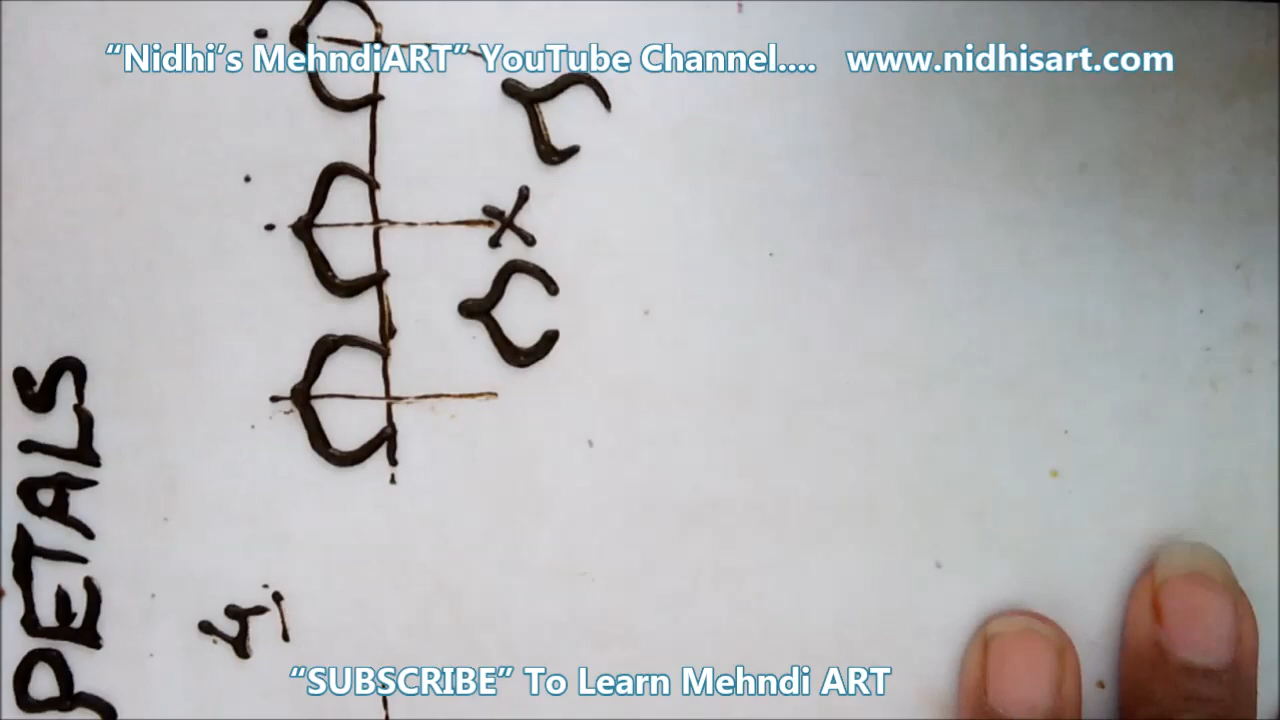 “Nidhi’s MehndiART” YouTube Channel.... www.nidhisart.com
PETALS
4
“SUBSCRIBE” To Learn Mehndi ART